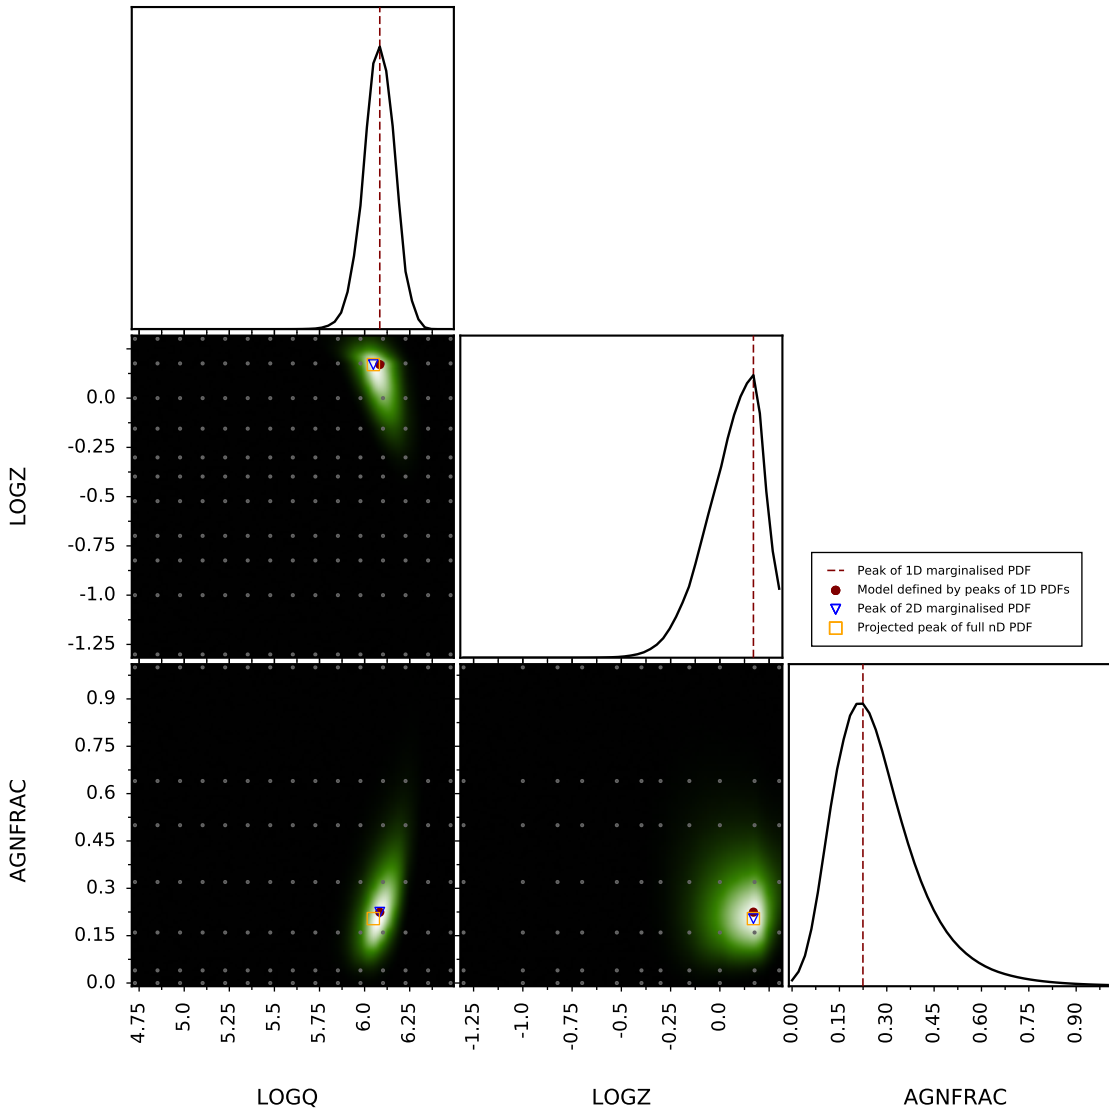 LOGZ
0.0
-0.25
-0.5
-0.75
-1.0
-1.25
Peak of 1D marginalised PDF
Model defined by peaks of 1D PDFs
Peak of 2D marginalised PDF
Projected peak of full nD PDF
AGNFRAC
0.9
0.75
0.6
0.45
0.3
0.15
0.0
4.75 5.0 5.25 5.5 5.75 6.0 6.25
-1.25 -1.0 -0.75 -0.5 -0.25 0.0
0.00 0.15 0.30 0.45 0.60 0.75 0.90
LOGQ LOGZ AGNFRAC